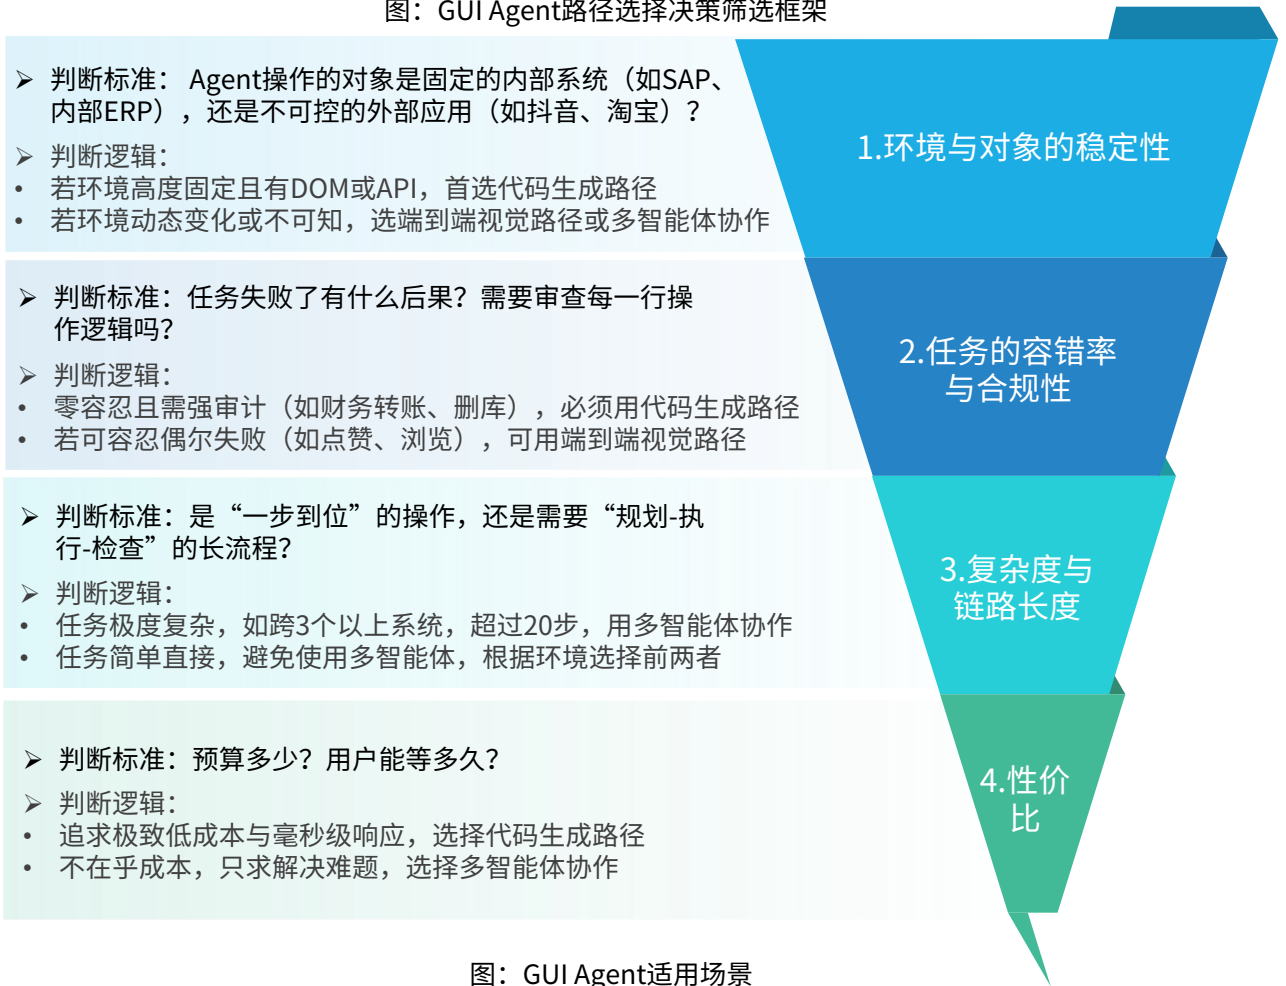 图：GUI Agent路径选择决策筛选框架
➢ 判断标准： Agent操作的对象是固定的内部系统（如SAP、
内部ERP），还是不可控的外部应用（如抖音、淘宝）？
➢ 判断逻辑：
• 若环境高度固定且有DOM或API，首选代码生成路径
• 若环境动态变化或不可知，选端到端视觉路径或多智能体协作
1.环境与对象的稳定性
➢ 判断标准：任务失败了有什么后果？需要审查每一行操
作逻辑吗？
➢ 判断逻辑：
• 零容忍且需强审计（如财务转账、删库），必须用代码生成路径
• 若可容忍偶尔失败（如点赞、浏览），可用端到端视觉路径
2.任务的容错率
与合规性
➢ 判断标准：是“一步到位”的操作，还是需要“规划-执
行-检查”的长流程？
➢ 判断逻辑：
• 任务极度复杂，如跨3个以上系统，超过20步，用多智能体协作
• 任务简单直接，避免使用多智能体，根据环境选择前两者
3.复杂度与
链路长度
➢ 判断标准：预算多少？用户能等多久？
➢ 判断逻辑：
• 追求极致低成本与毫秒级响应，选择代码生成路径
• 不在乎成本，只求解决难题，选择多智能体协作
4.性价
比
图：GUI Agent适用场景